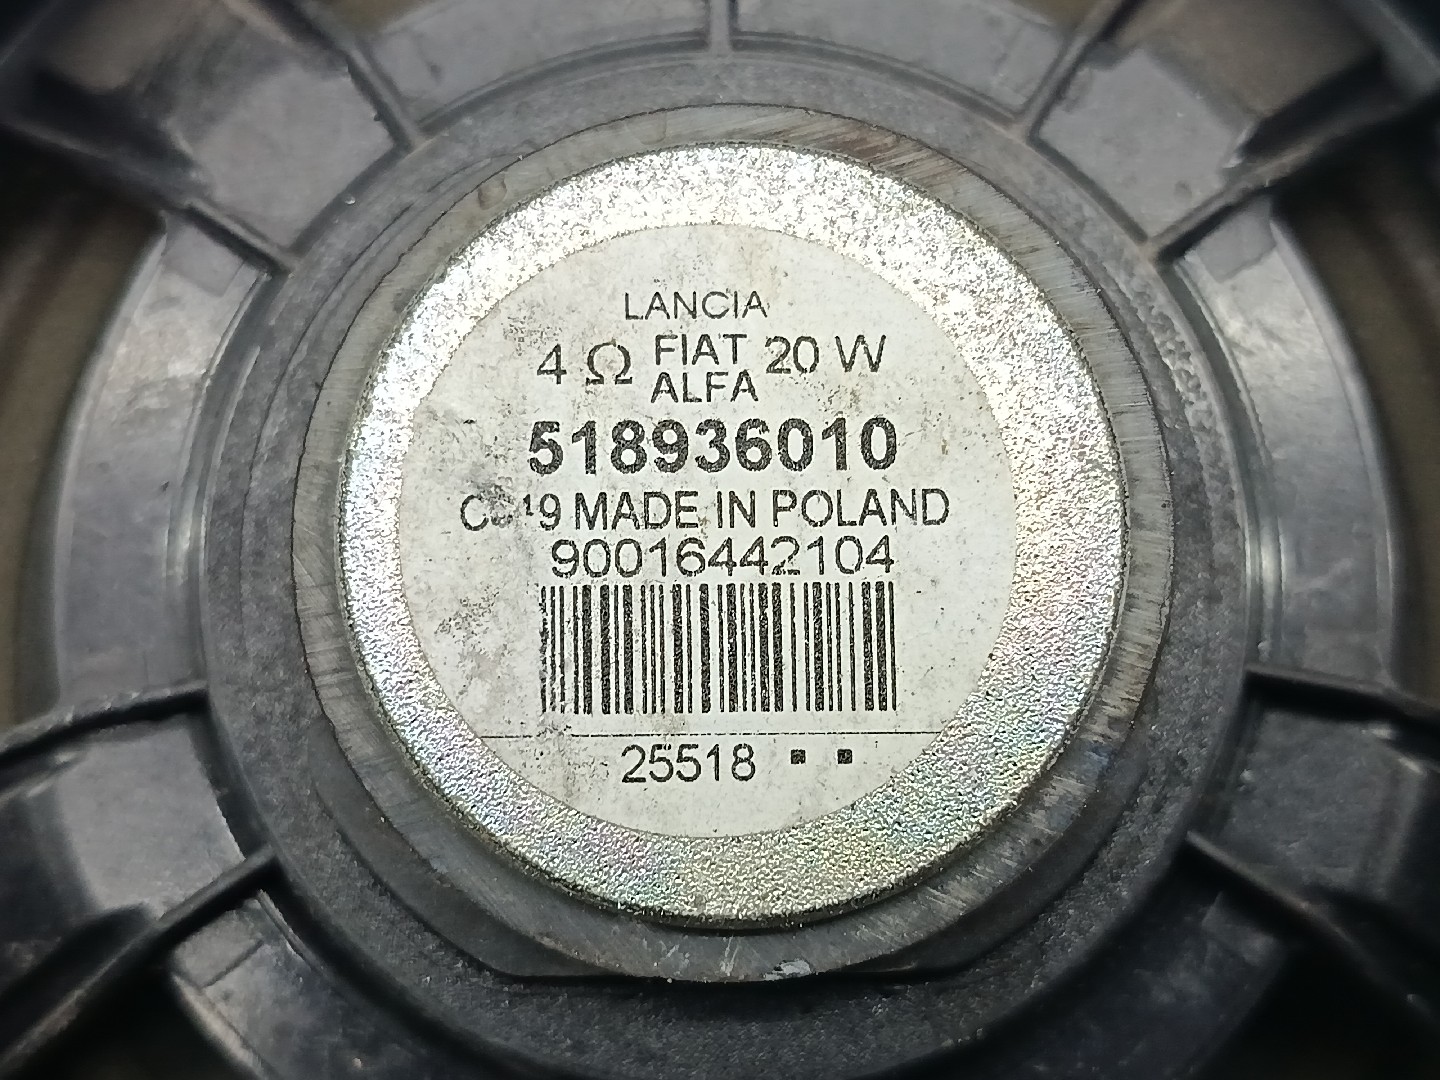 LANCIA
4 Ω FIAT 20 W
ALFA
518936010
MADE IN POLAND
90016442104
25518